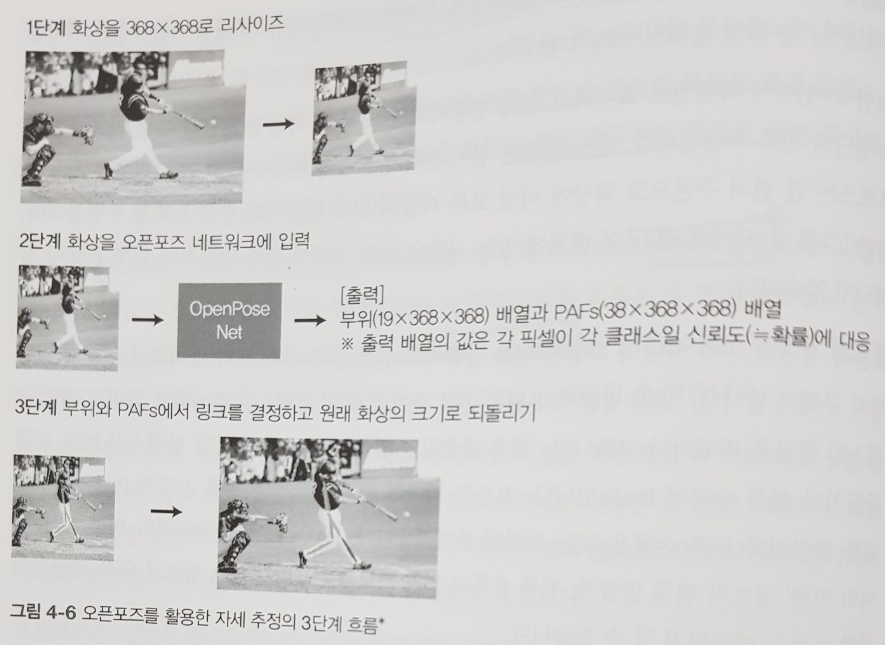 1단계 화상을 368×368로 리사이즈
2단계 화상을 오픈포즈 네트워크에 입력
OpenPose
Net
[출력]
부위(19×368×368) 배열과 PAFs(38×368×368) 배열
※ 출력 배열의 값은 각 픽셀이 각 클래스일 신뢰도(≒확률)에 대응
3단계 부위와 PAFs에서 링크를 결정하고 원래 화상의 크기로 되돌리기
그림 4-6 오픈포즈를 활용한 자세 추정의 3단계 흐름*